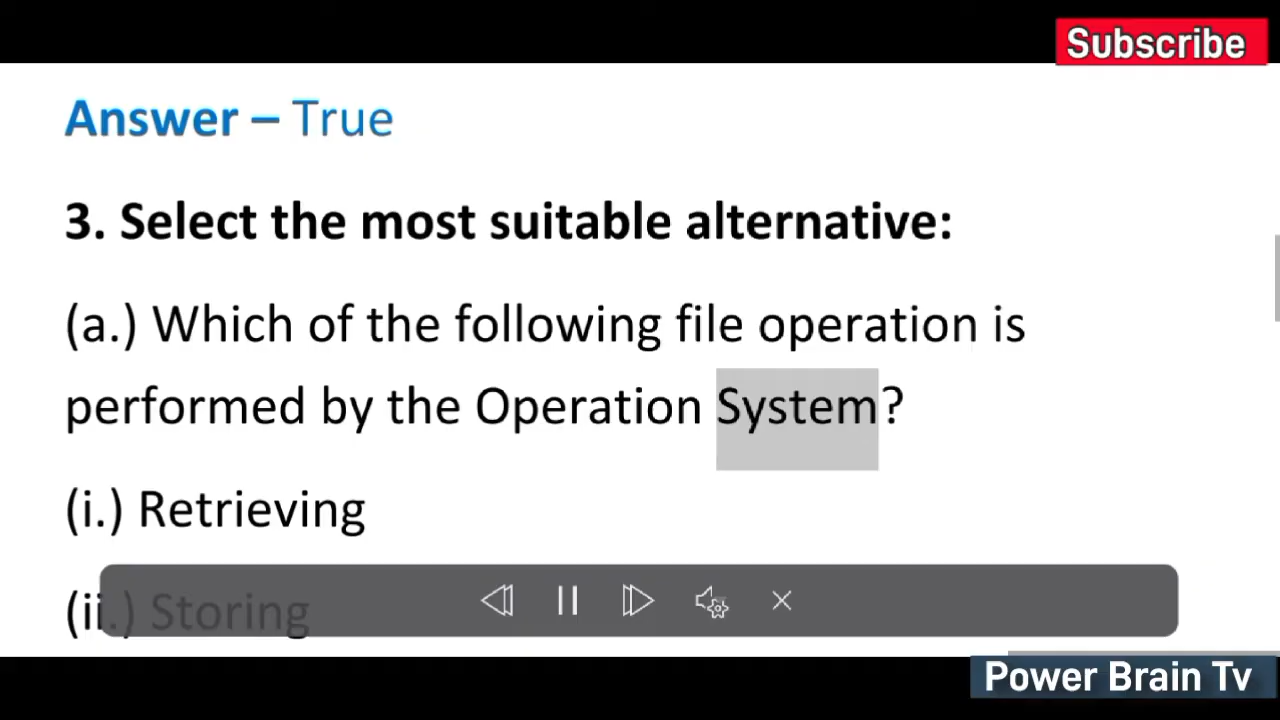 Subscribe
Answer – True
3. Select the most suitable alternative:
(a.) Which of the following file operation is
performed by the Operation System?
(i.) Retrieving
(ii.) Storing
Power Brain Tv